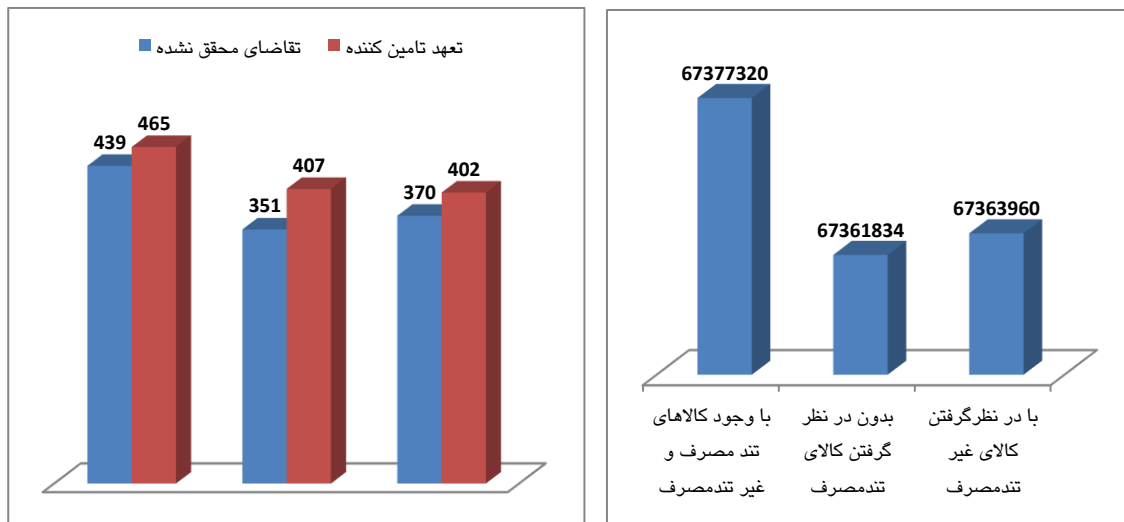 تقاضای محقق نشده
تعهد تامین کننده
465
439
407
351
402
370
67377320
67361834
67363960
با وجود کالاهای
تند مصرف و
غیر تندمصرف
بدون در نظر
گرفتن کالای
تندمصرف
با در نظرگرفتن
کالای غیر
تندمصرف